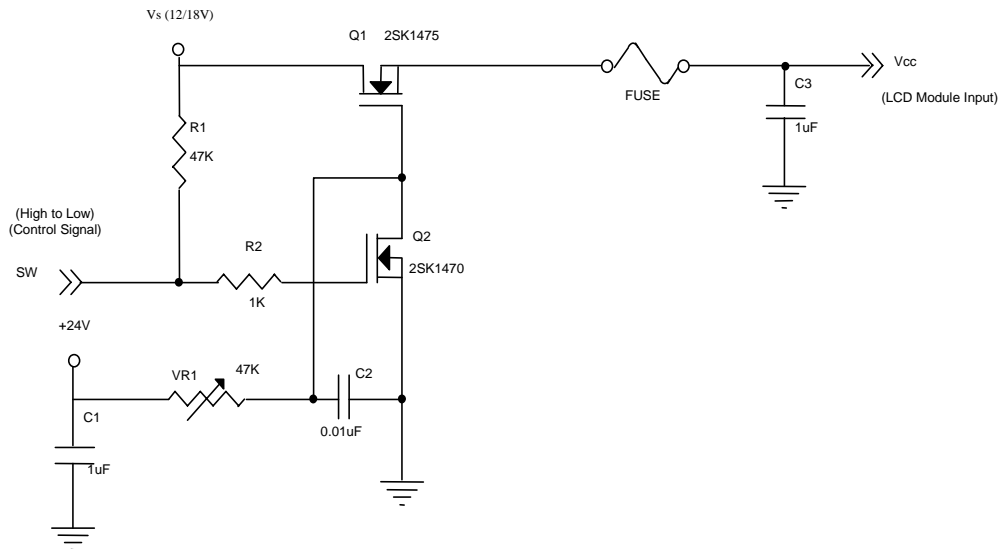 Vs (12/18V)
Q1 2SK1475
Vcc
FUSE
C3
(LCD Module Input)
R1
1uF
47K
(High to Low)
(Control Signal)
R2
Q2
SW
2SK1470
1K
+24V
VR1
47K
C2
C1
0.01uF
1uF